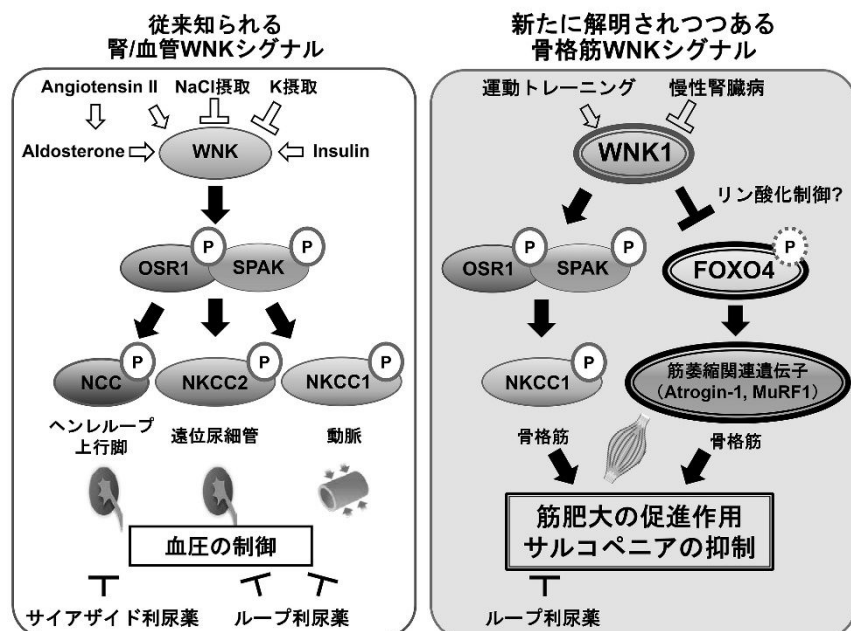 従来知られる
腎/血管WNKシグナル
Angiotensin II NaCl摂取 K摂取
Aldosterone WNK Insulin
P P
OSR1 SPAK
P P P
NCC NKCC2 NKCC1
ヘンレループ
上行脚
遠位尿細管
動脈
血圧の制御
サイアザイド利尿薬 ループ利尿薬
新たに解明されつつある
骨格筋WNKシグナル
運動トレーニング 慢性腎臓病
WNK1
リン酸化制御?
P P P
OSR1 SPAK FOXO4
P
NKCC1
筋萎縮関連遺伝子
(Atrogin-1, MuRF1)
骨格筋 骨格筋
筋肥大の促進作用
サルコペニアの抑制
ループ利尿薬